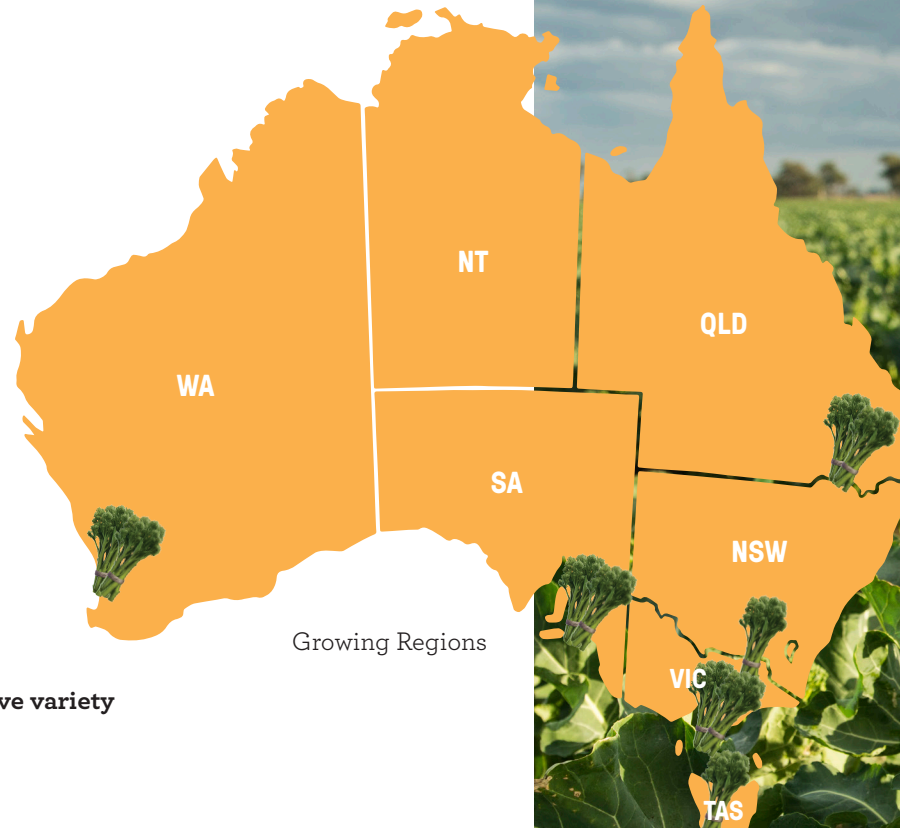 NT
QLD
WA
SA
NSW
Growing Regions
VIC
ve variety
TAS